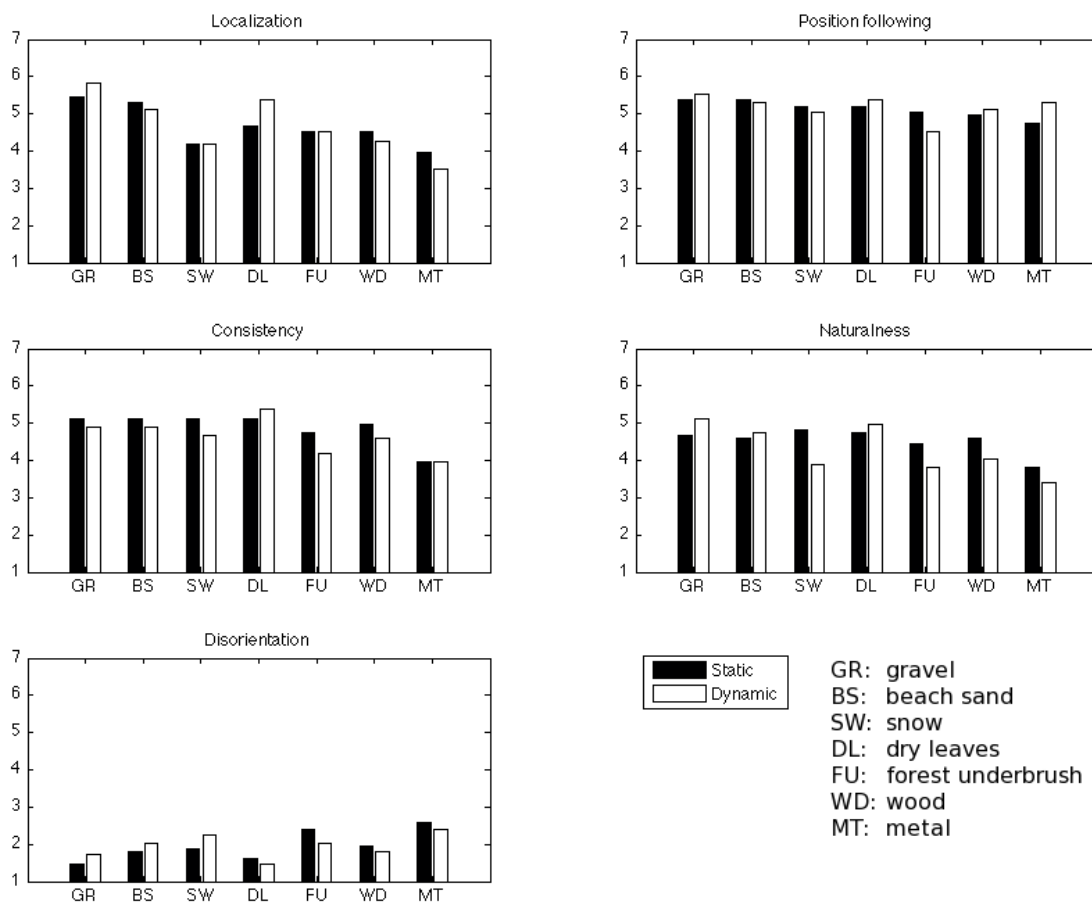 Localization
7
6
5
4
3
2
1
GR BS SW DL FU WD MT
Position following
7
6
5
4
3
2
1
GR BS SW DL FU WD MT
Consistency
7
6
5
4
3
2
1
GR BS SW DL FU WD MT
Naturalness
7
6
5
4
3
2
1
GR BS SW DL FU WD MT
Disorientation
7
6
5
4
3
2
1
GR BS SW DL FU WD MT
Static
Dynamic
GR: gravel
BS: beach sand
SW: snow
DL: dry leaves
FU: forest underbrush
WD: wood
MT: metal